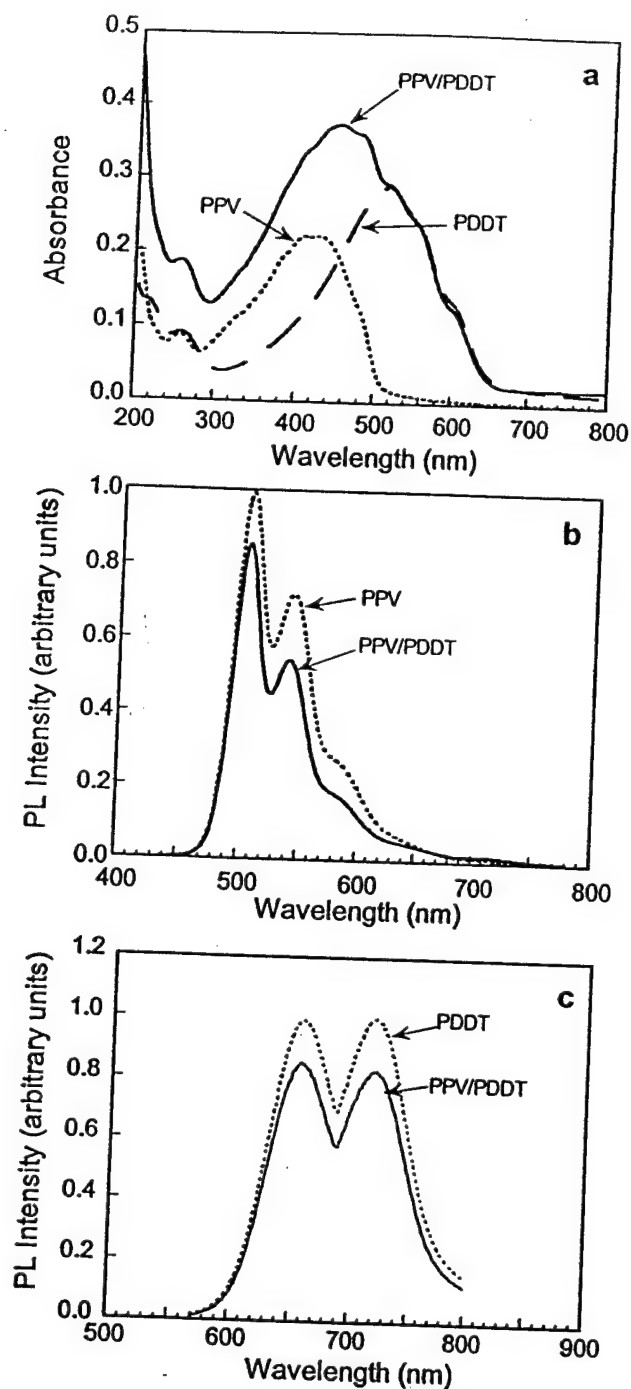 a
0.5
0.4
0.3
0.2
0.1
0.0
Absorbance
PPV/PDDT
PPV
PDDT
200 300 400 500 600 700 800
Wavelength (nm)
b
1.0
0.8
0.6
0.4
0.2
0.0
PL Intensity (arbitrary units)
PPV
PPV/PDDT
400 500 600 700 800
Wavelength (nm)
c
1.2
1.0
0.8
0.6
0.4
0.2
0.0
PL Intensity (arbitrary units)
PDDT
PPV/PDDT
500 600 700 800 900
Wavelength (nm)